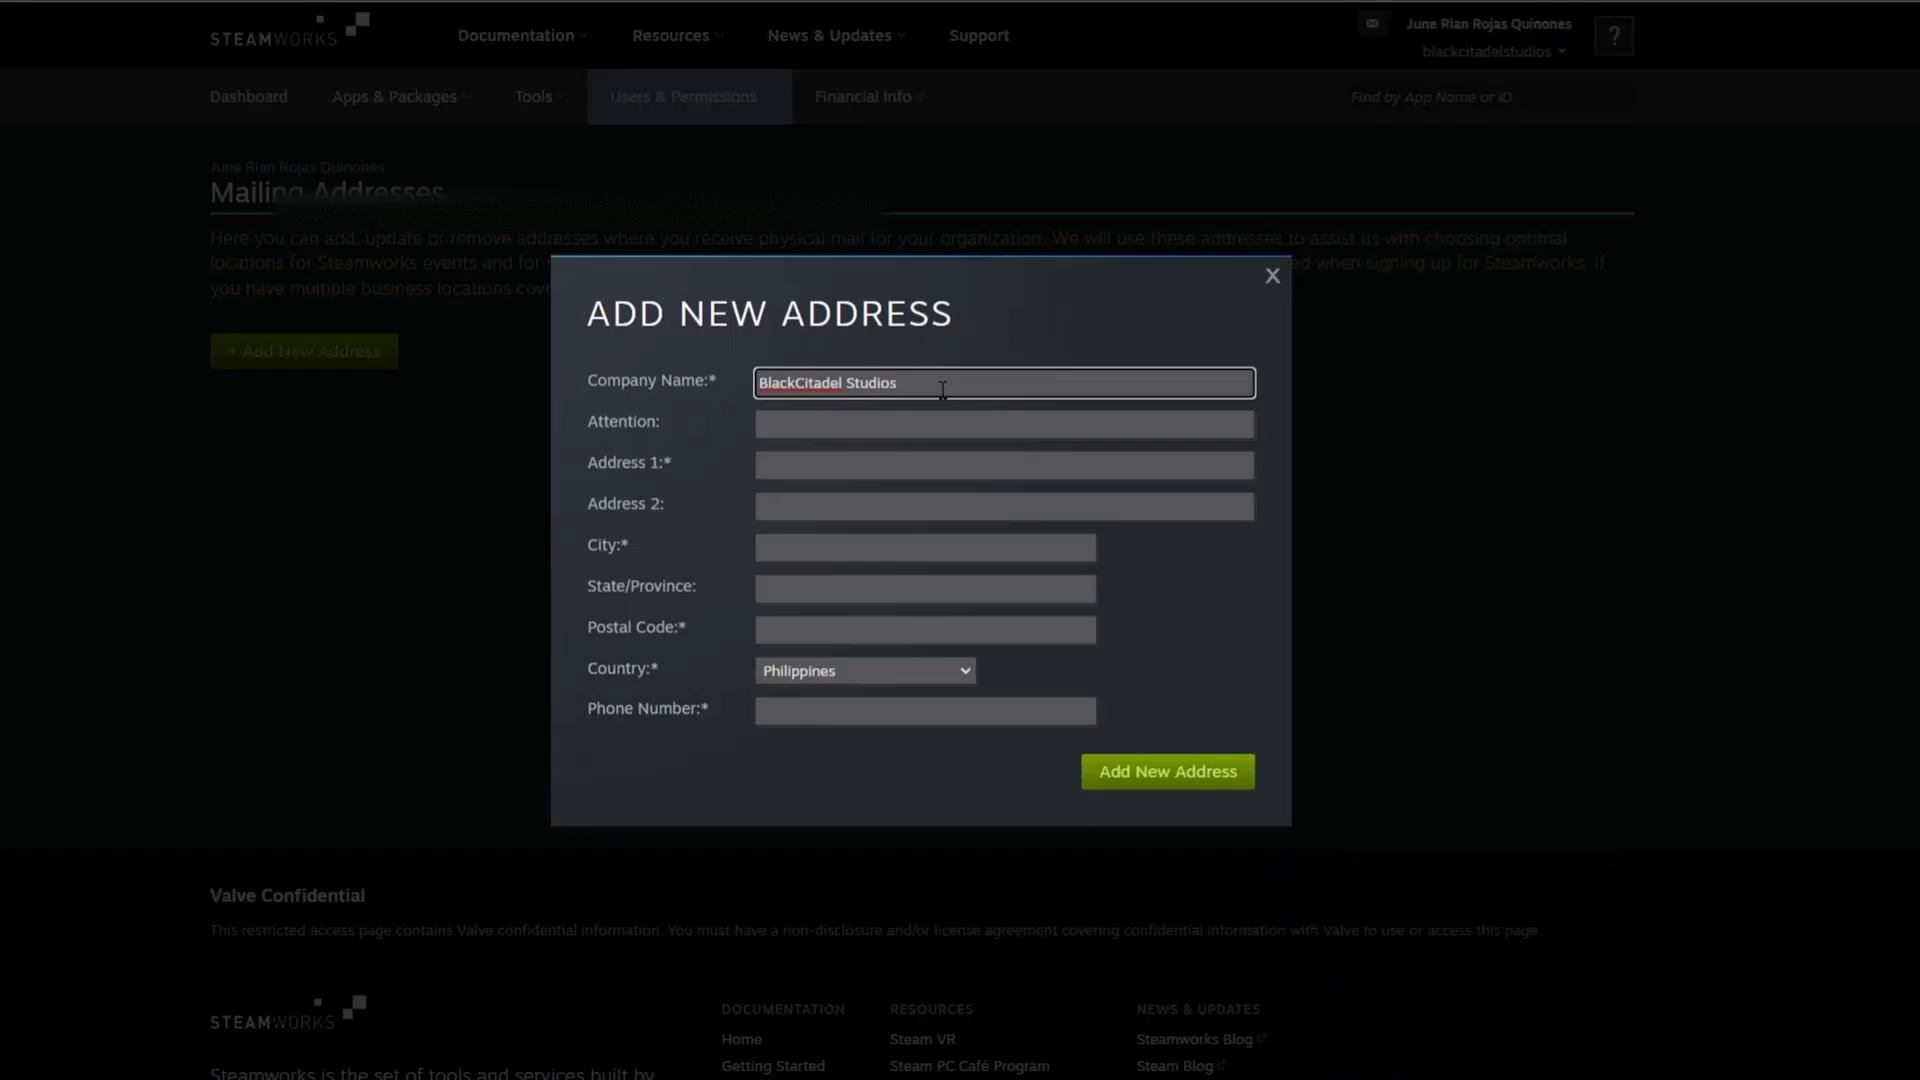 STEAMWORKS
Documentation
Resources
News & Updates
Support
June Rian Rojas Quinones
blackcitadelstudios
?
Dashboard
Apps & Packages
Tools
Users & Permissions
Financial Info
Find by App Name or ID
June Rian Rojas Quinones
Mailing Addresses
Here you can add, update or remove addresses where you receive physical mail for your organization. We will use these addresses to assist us with choosing optimal
locations for Steamworks events and for
when signing up for Steamworks. If
you have multiple business locations
+ Add New Address
X
ADD NEW ADDRESS
Company Name:*
BlackCitadel Studios
Attention:
Address 1:*
Address 2:
City:*
State/Province:
Postal Code:*
Country:*
Philippines
Phone Number:*
Add New Address
Valve Confidential
This restricted access page contains Valve confidential information. You must have a non-disclosure and/or license agreement covering confidential information with Valve to use or access this page.
STEAMWORKS
Steamworks is the set of tools and services built by
DOCUMENTATION
Home
Getting Started
RESOURCES
Steam VR
Steam PC Café Program
NEWS & UPDATES
Steamworks Blog
Steam Blog